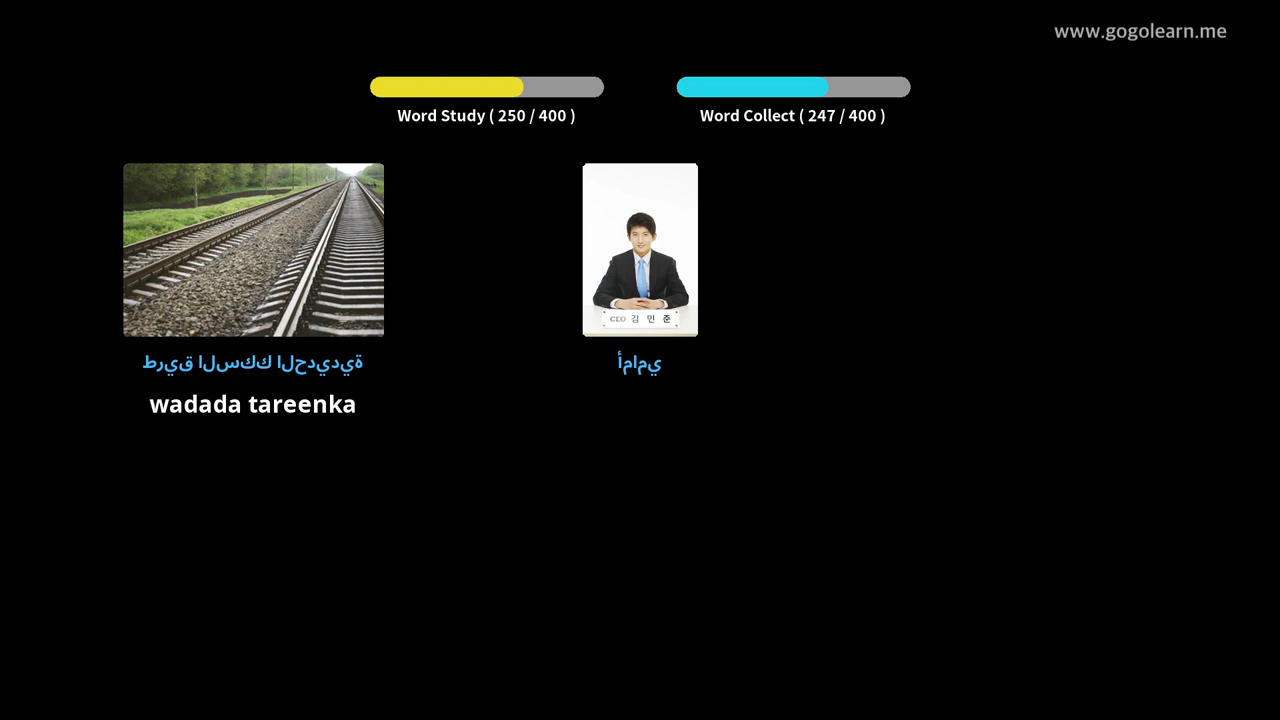 www.gogolearn.me
Word Study ( 250 / 400 )
Word Collect ( 247 / 400 )
CEO 김 민 준
طريق السكك الحديدية
أمامي
wadada tareenka